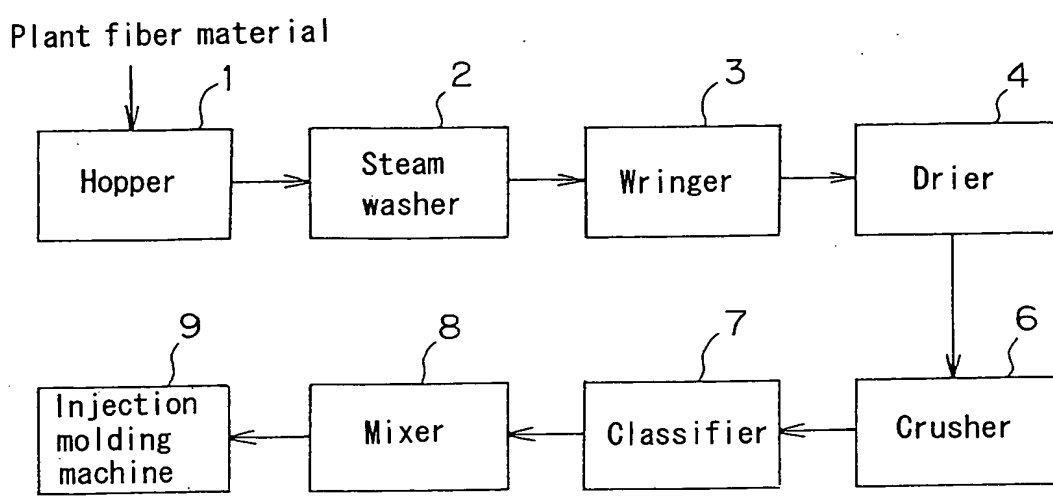 Plant fiber material
1
2
3
4
Hopper
Steam
washer
Wringer
Drier
9
8
7
6
Injection
molding
machine
Mixer
Classifier
Crusher